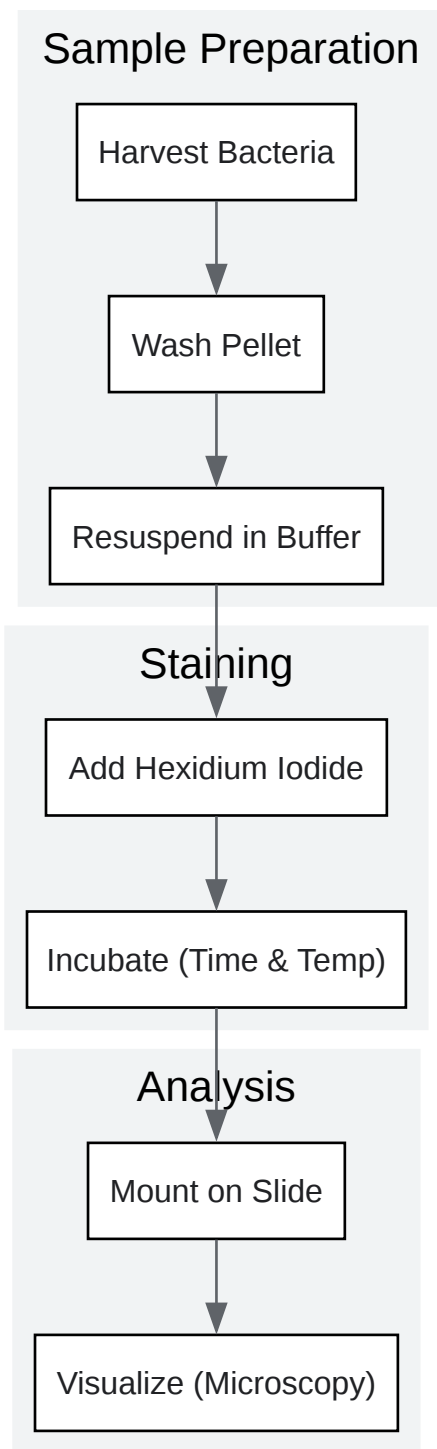 Sample Preparation
Harvest Bacteria
Wash Pellet
Resuspend in Buffer
Staining
Add Hexidium Iodide
Incubate (Time & Temp)
Analysis
Mount on Slide
Visualize (Microscopy)